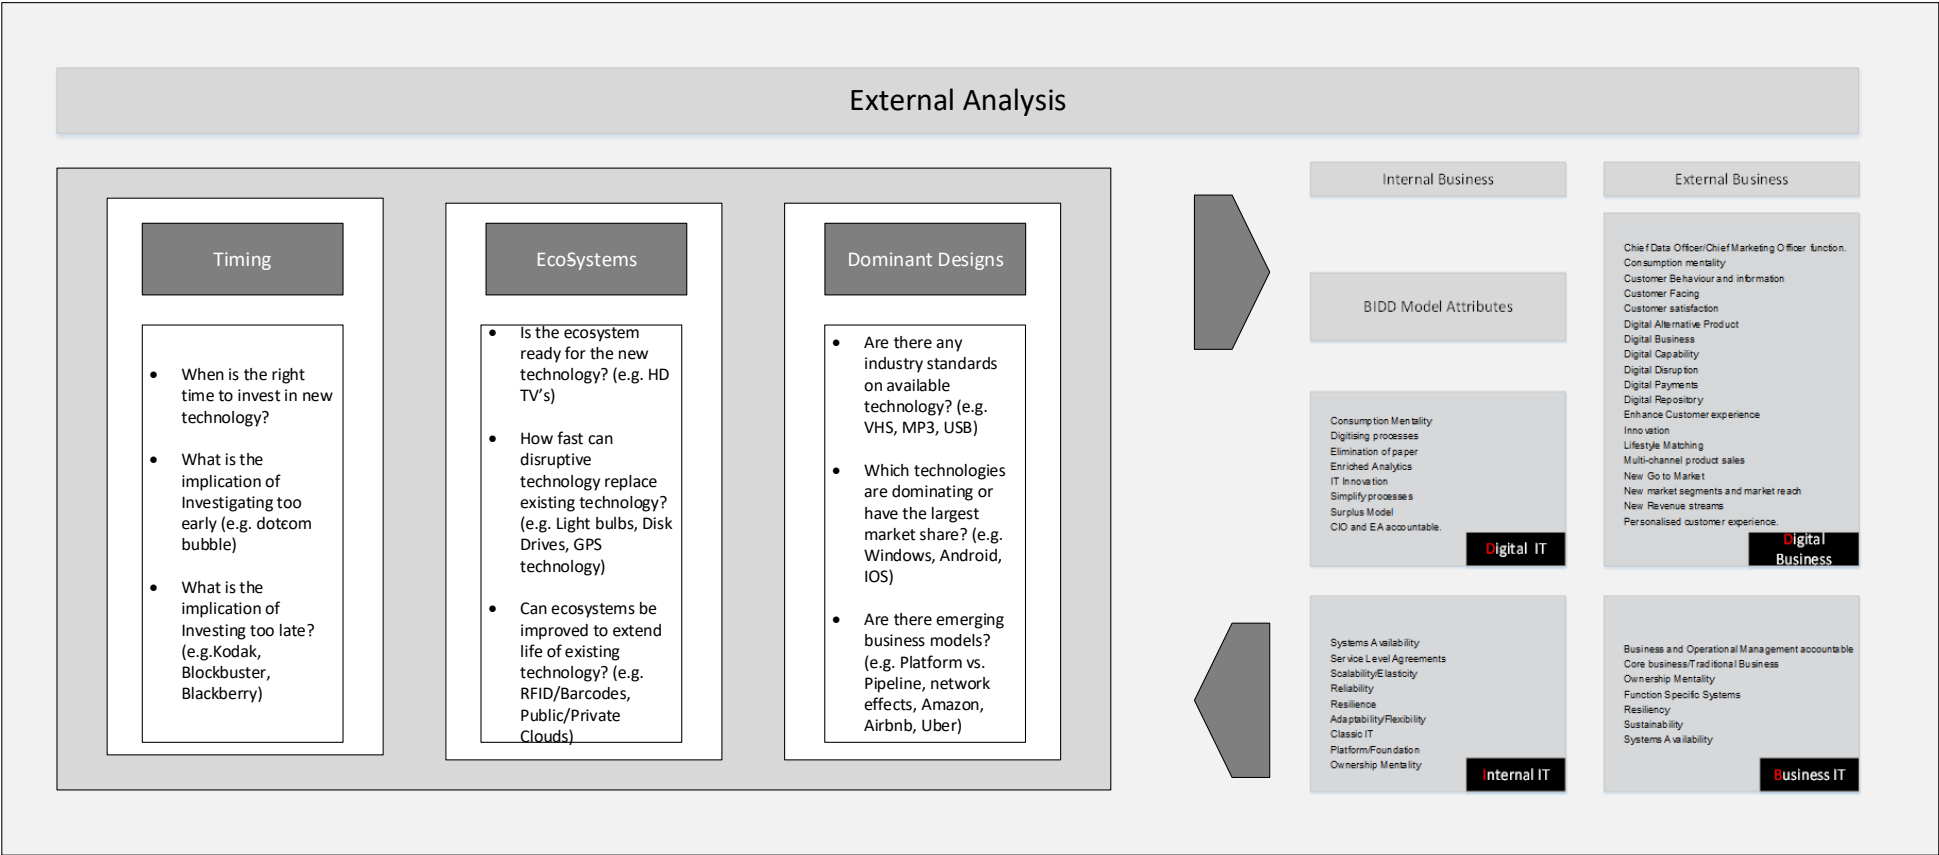 External Analysis
Timing
• When is the right
time to invest in new
technology?
• What is the
implication of
Investigating too
early (e.g. dotcom
bubble)
• What is the
implication of
Investing too late?
(e.g.Kodak,
Blockbuster,
Blackberry)
EcoSystems
• Is the ecosystem
ready for the new
technology? (e.g. HD
TV’s)
• How fast can
disruptive
technology replace
existing technology?
(e.g. Light bulbs, Disk
Drives, GPS
technology)
• Can ecosystems be
improved to extend
life of existing
technology? (e.g.
RFID/Barcodes,
Public/Private
Clouds)
Dominant Designs
• Are there any
industry standards
on available
technology? (e.g.
VHS, MP3, USB)
• Which technologies
are dominating or
have the largest
market share? (e.g.
Windows, Android,
IOS)
• Are there emerging
business models?
(e.g. Platform vs.
Pipeline, network
effects, Amazon,
Airbnb, Uber)
Internal Business
BIDD Model Attributes
Consumption Mentality
Digitising processes
Elimination of paper
Enriched Analytics
IT Innovation
Simplify processes
Surplus Model
CIO and EA accountable.
Digital IT
External Business
Chief Data Officer/Chief Marketing Officer function.
Consumption mentality
Customer Behaviour and information
Customer Facing
Customer satisfaction
Digital Alternative Product
Digital Business
Digital Capability
Digital Disruption
Digital Payments
Digital Repository
Enhance Customer experience
Innovation
Lifestyle Matching
Multi-channel product sales
New Go to Market
New market segments and market reach
New Revenue streams
Personalised customer experience.
Digital
Business
Systems Availability
Service Level Agreements
Scalability/Elasticity
Reliability
Resilience
Adaptability/Flexibility
Classic IT
Platform/Foundation
Ownership Mentality
Internal IT
Business and Operational Management accountable
Core business/Traditional Business
Ownership Mentality
Function Specific Systems
Resiliency
Sustainability
Systems Availability
Business IT